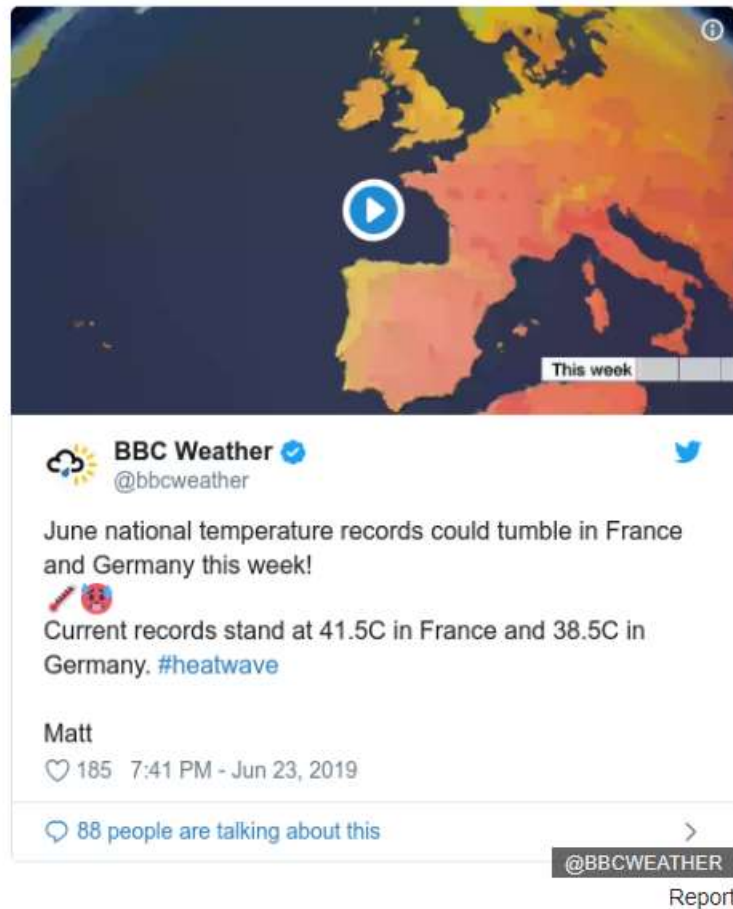 This week
BBC Weather
@bbcweather
June national temperature records could tumble in France
and Germany this week!
🌡️🥵
Current records stand at 41.5C in France and 38.5C in
Germany. #heatwave
Matt
185 7:41 PM - Jun 23, 2019
88 people are talking about this
@BBCWEATHER
Report